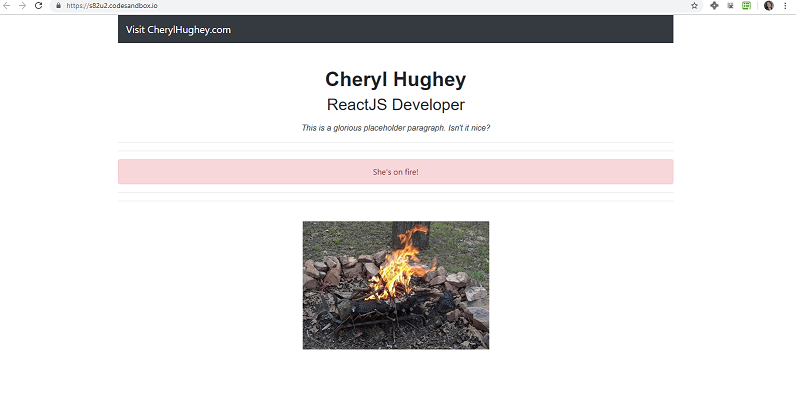 https://s82u2.codesandbox.io
Visit CherylHughey.com
Cheryl Hughey
ReactJS Developer
This is a glorious placeholder paragraph. Isn't it nice?
She's on fire!